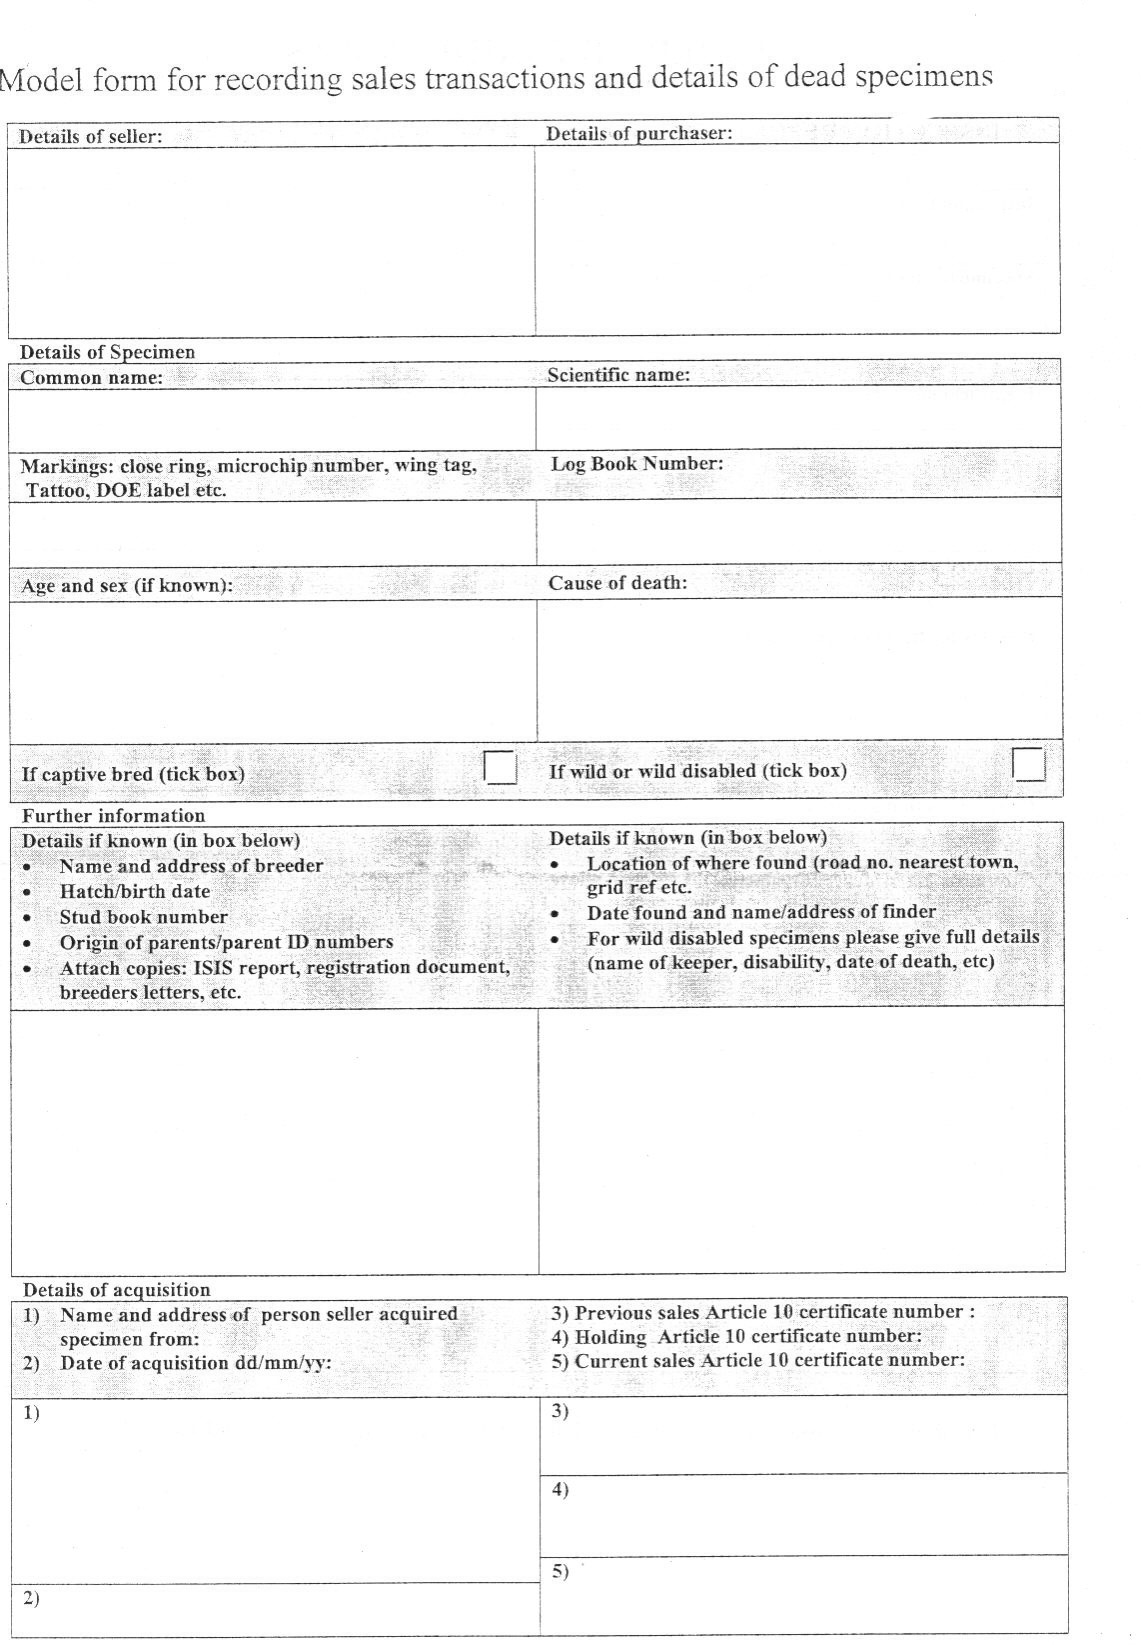 Model form for recording sales transactions and details of dead specimens
Details of seller:
Details of purchaser:
Details of Specimen
Common name:
Scientific name:
Markings: close ring, microchip number, wing tag,
Tattoo, DOE label etc.
Log Book Number:
Age and sex (if known):
Cause of death:
If captive bred (tick box)
If wild or wild disabled (tick box)
Further information
Details if known (in box below)
• Name and address of breeder
• Hatch/birth date
• Stud book number
• Origin of parents/parent ID numbers
• Attach copies: ISIS report, registration document,
breeders letters, etc.
Details if known (in box below)
• Location of where found (road no. nearest town,
grid ref etc.
• Date found and name/address of finder
• For wild disabled specimens please give full details
(name of keeper, disability, date of death, etc)
Details of acquisition
1) Name and address of person seller acquired
specimen from:
2) Date of acquisition dd/mm/yy:
3) Previous sales Article 10 certificate number :
4) Holding Article 10 certificate number:
5) Current sales Article 10 certificate number:
1)
2)
3)
4)
5)